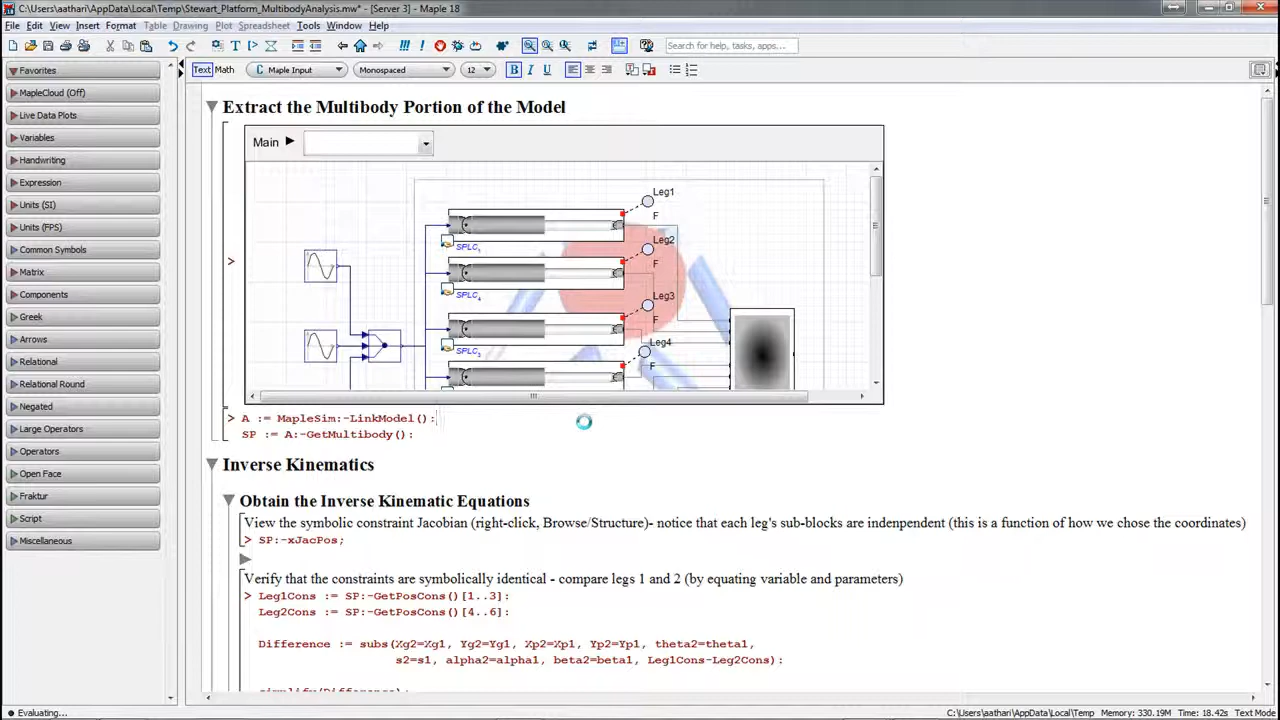 C:\Users\aathari\AppData\Local\Temp\Stewart_Platform_MultibodyAnalysis.mw* - [Server 3] - Maple 18
File Edit View Insert Format Table Drawing Plot Spreadsheet Tools Window Help
Search for help, tasks, apps...
Text Math Maple Input Monospaced 12 B I U
Favorites
MapleCloud (Off)
Live Data Plots
Variables
Handwriting
Expression
Units (SI)
Units (FPS)
Common Symbols
Matrix
Components
Greek
Arrows
Relational
Relational Round
Negated
Large Operators
Operators
Open Face
Fraktur
Script
Miscellaneous
Extract the Multibody Portion of the Model
Main
Leg1
F
SPLC1
Leg2
F
SPLC4
Leg3
F
SPLC3
Leg4
F
> A := MapleSim:-LinkModel():
SP := A:-GetMultibody():
Inverse Kinematics
Obtain the Inverse Kinematic Equations
View the symbolic constraint Jacobian (right-click, Browse/Structure)- notice that each leg's sub-blocks are indenpendent (this is a function of how we chose the coordinates)
> SP:-xJacPos;
Verify that the constraints are symbolically identical - compare legs 1 and 2 (by equating variable and parameters)
> Leg1Cons := SP:-GetPosCons()[1..3]:
Leg2Cons := SP:-GetPosCons()[4..6]:
Difference := subs(Xg2=Xg1, Yg2=Yg1, Xp2=Xp1, Yp2=Yp1, theta2=theta1,
s2=s1, alpha2=alpha1, beta2=beta1, Leg1Cons-Leg2Cons):
simplify(Difference);
Evaluating...
C:\Users\aathari\AppData\Local\Temp Memory: 330.19M Time: 18.42s Text Mode